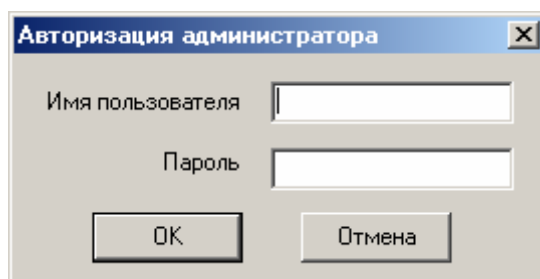 Авторизация администратора
Имя пользователя
Пароль
OK
Отмена